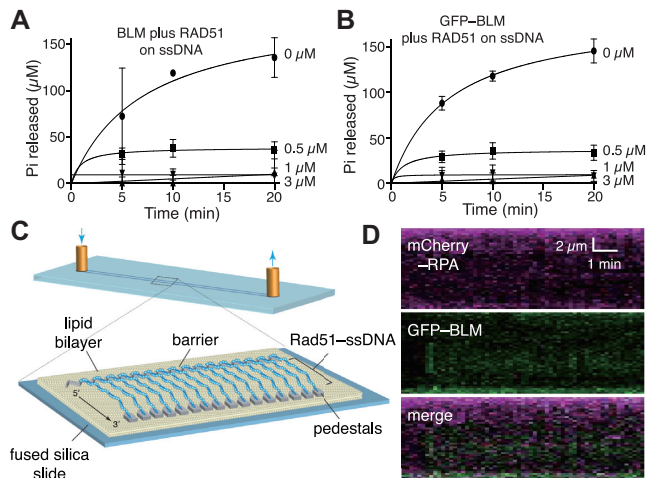 A
BLM plus RAD51
on ssDNA
Pi released (µM)
150
100
50
0
0 µM
0.5 µM
1 µM
3 µM
0 5 10 15 20
Time (min)
B
GFP–BLM
plus RAD51 on ssDNA
Pi released (µM)
150
100
50
0
0 µM
0.5 µM
1 µM
3 µM
0 5 10 15 20
Time (min)
C
lipid
bilayer
barrier
Rad51–ssDNA
5′
3′
pedestals
fused silica
slide
D
mCherry
–RPA
2 µm
1 min
GFP–BLM
merge